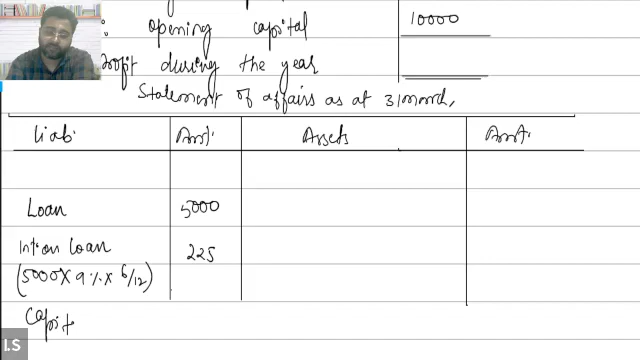 : opening capital 10000
rofit during the year
Statement of affairs as at 31 march,
Liab. Amt. Assets Amt.
Loan 5000
Int. on Loan 225
(5000 X 9 % X 6/12)
Capit
I.S